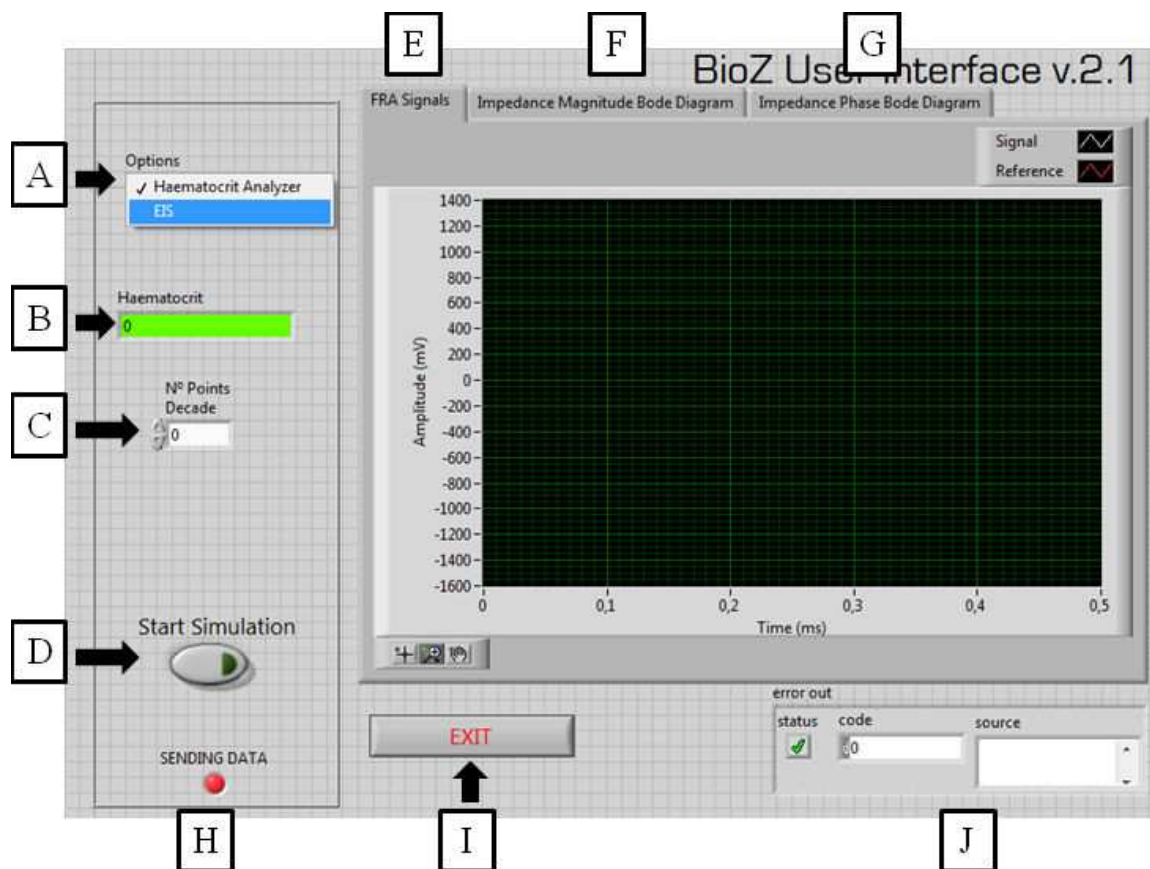 E
F
G
BioZ User Interface v.2.1
FRA Signals
Impedance Magnitude Bode Diagram
Impedance Phase Bode Diagram
Signal
Reference
A
Options
✓ Haematocrit Analyzer
EIS
B
Haematocrit
0
C
Nº Points
Decade
0
D
Start Simulation
SENDING DATA
H
Amplitude (mV)
1400
1200
1000
800
600
400
200
0
-200
-400
-600
-800
-1000
-1200
-1400
-1600
0
0,1
0,2
0,3
0,4
0,5
Time (ms)
EXIT
I
error out
status
code
source
0
J